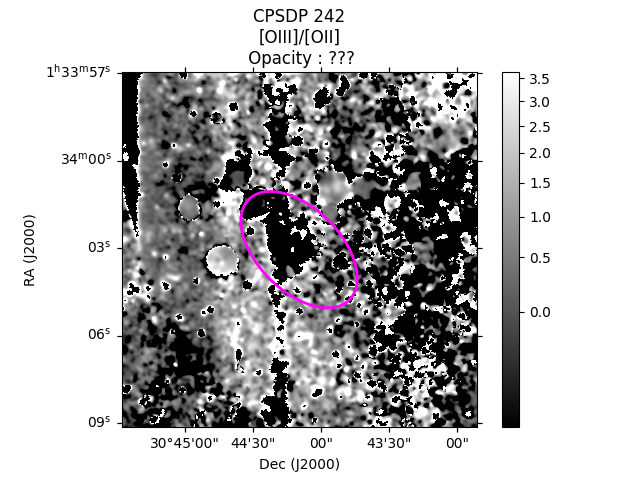 CPSDP 242
[OIII]/[OII]
Opacity : ???
1ʰ33ᵐ57ˢ
34ᵐ00ˢ
03ˢ
06ˢ
09ˢ
RA (J2000)
30°45'00" 44'30" 00" 43'30" 00"
Dec (J2000)
3.5
3.0
2.5
2.0
1.5
1.0
0.5
0.0